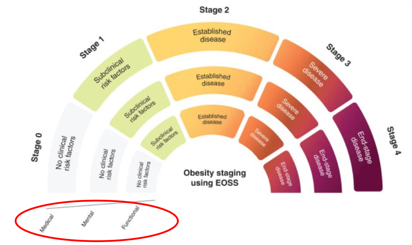 Stage 0
Stage 1
Stage 2
Stage 3
Stage 4
No clinical
risk factors
Subclinical
risk factors
Established
disease
Severe
disease
End-stage
disease
No clinical
risk factors
Subclinical
risk factors
Established
disease
Severe
disease
End-stage
disease
No clinical
risk factors
Subclinical
risk factors
Established
disease
Severe
disease
End-stage
disease
Obesity staging
using EOSS
Medical
Mental
Functional